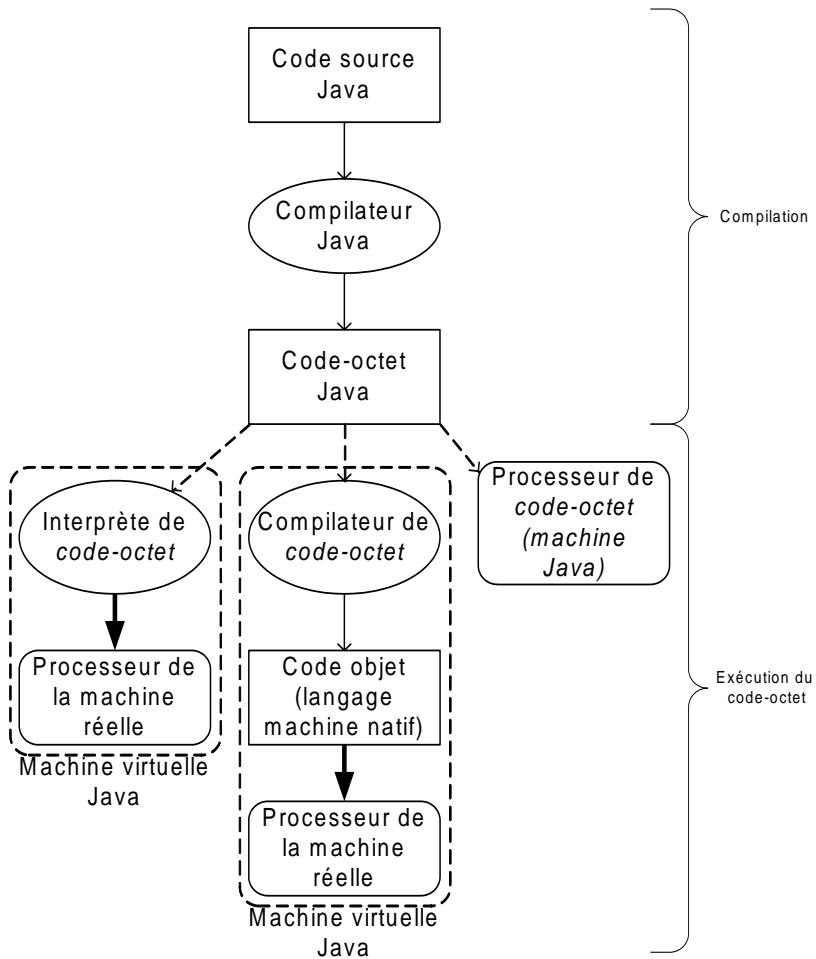 Code source
Java
Compilateur
Java
Compilation
Code-octet
Java
Interprète de
code-octet
Compilateur de
code-octet
Processeur de
code-octet
(machine
Java)
Processeur de
la machine
réelle
Machine virtuelle
Java
Code objet
(langage
machine natif)
Exécution du
code-octet
Processeur de
la machine
réelle
Machine virtuelle
Java